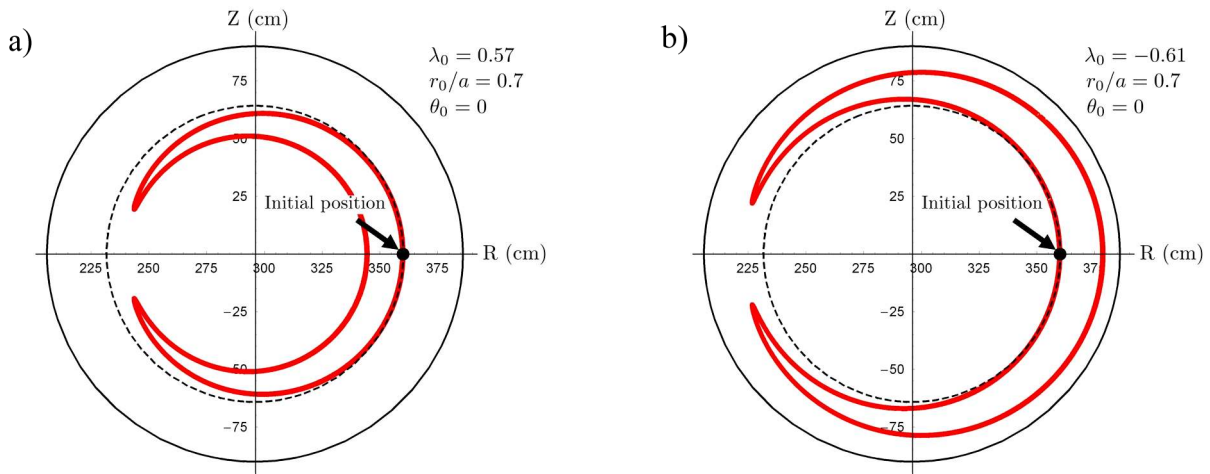 a)
Z (cm)
λ₀ = 0.57
r₀/a = 0.7
θ₀ = 0
75
50
25
Initial position
R (cm)
225 250 275 300 325 350 375
−25
−50
−75
b)
Z (cm)
λ₀ = −0.61
r₀/a = 0.7
θ₀ = 0
75
50
25
Initial position
R (cm)
225 250 275 300 325 350 37
−25
−50
−75